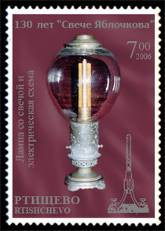 130 лет "Свече Яблочкова"
7.00
2006
Лампа со свечой и
электрическая схема
РТИЩЕВО
RTISHCHEVO